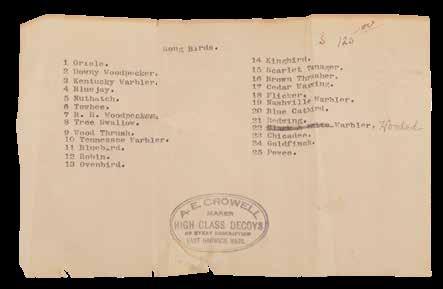 $ 125 00
Song Birds.
1 Oriole.
2 Downy Woodpecker.
3 Kentucky Warbler.
4 Bluejay.
5 Nuthatch.
6 Towhee.
7 R. H. Woodpecker.
8 Tree Swallow.
9 Wood Thrush.
10 Tennessee Warbler.
11 Bluebird.
12 Robin.
13 Ovenbird.
14 Kingbird.
15 Scarlet Tanager.
16 Brown Thrasher.
17 Cedar Waxwing.
18 Flicker.
19 Nashville Warbler.
20 Blue Catbird.
21 Redwing.
22 Warbler, Hooded
23 Chicadee.
24 Goldfinch.
25 Pewee.
A. E. CROWELL
MAKER
HIGH CLASS DECOYS
OF EVERY DESCRIPTION
EAST HARWICH, MASS.